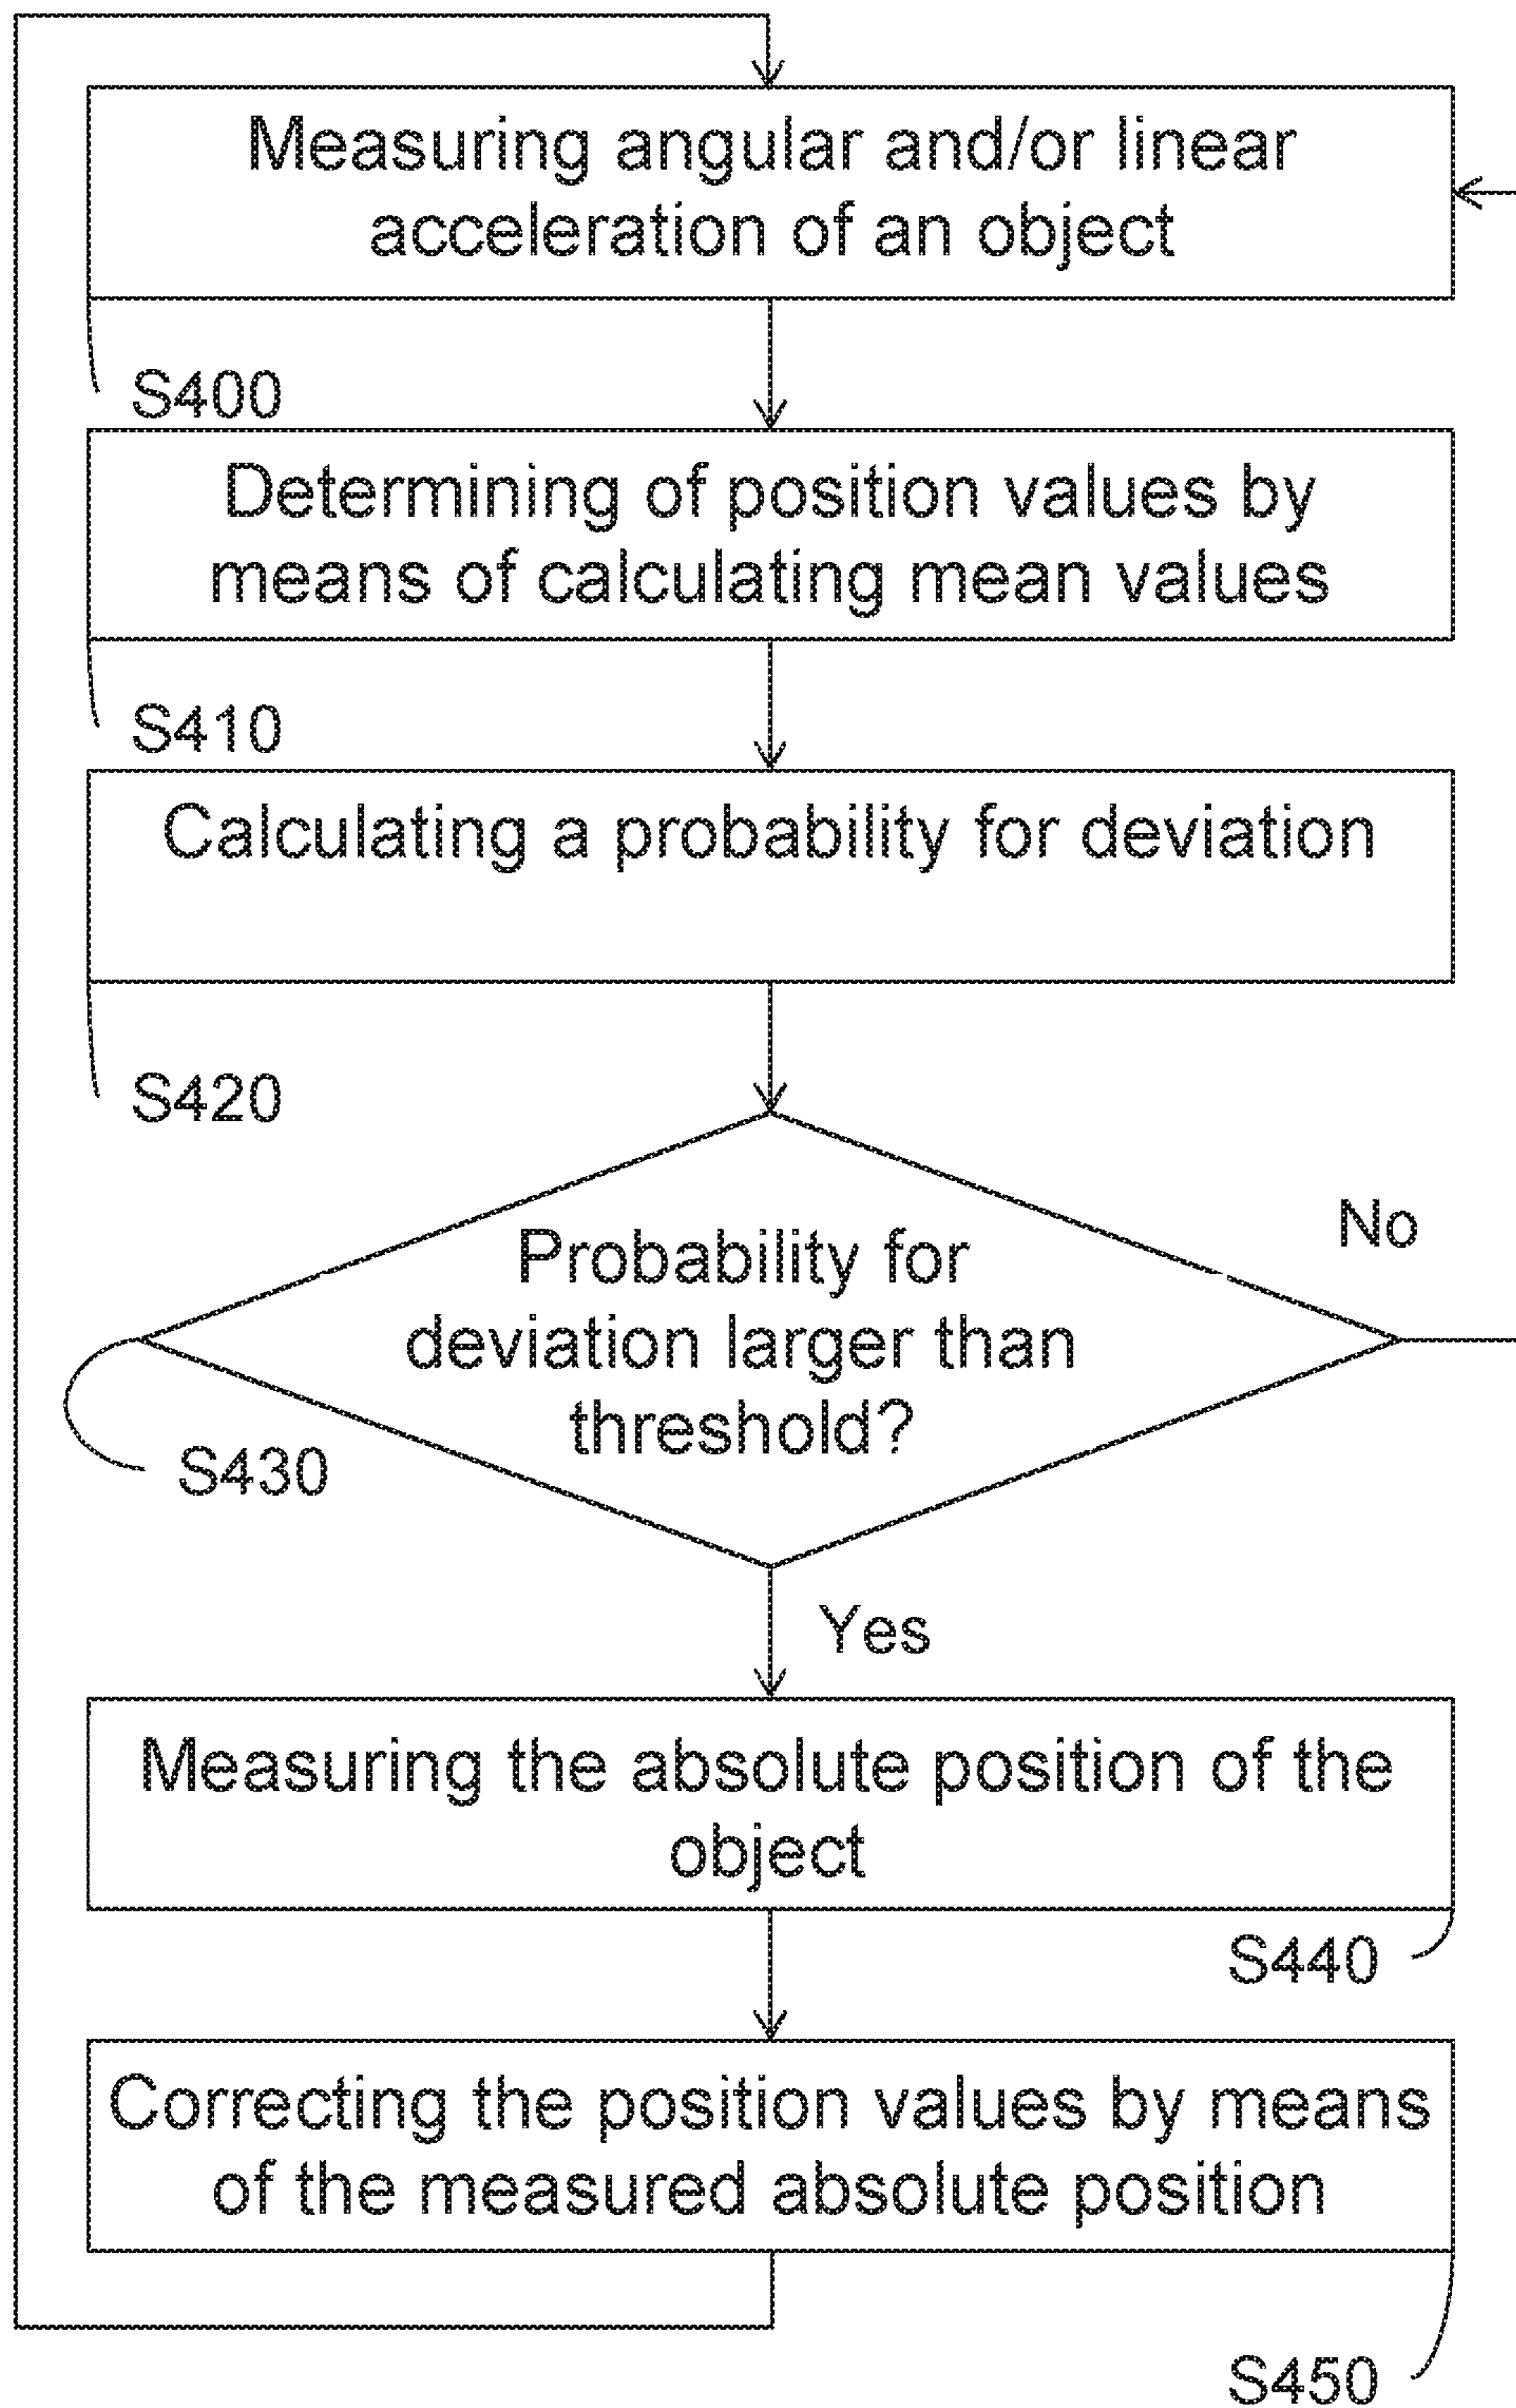 Measuring angular and/or linear
acceleration of an object
S400
Determining of position values by
means of calculating mean values
S410
Calculating a probability for deviation
S420
Probability for
deviation larger than
threshold?
No
S430
Yes
Measuring the absolute position of the
object
S440
Correcting the position values by means
of the measured absolute position
S450